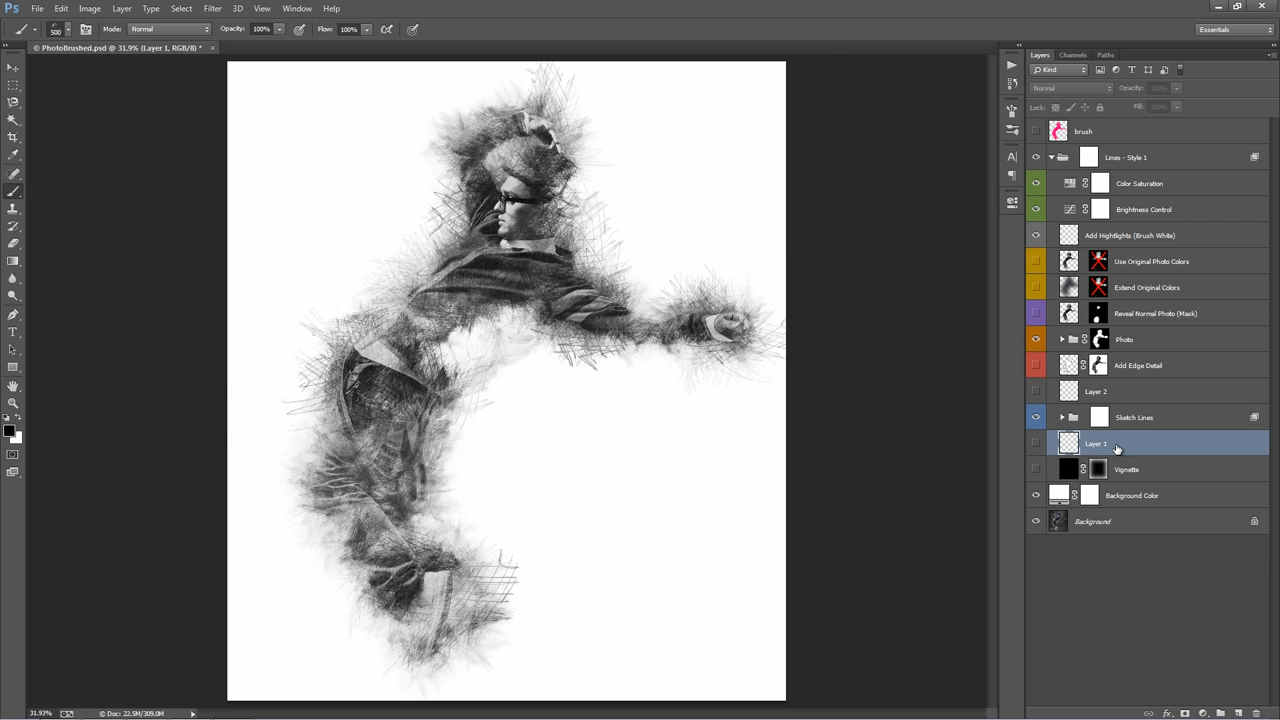 Ps File Edit Image Layer Type Select Filter 3D View Window Help
500 Mode: Normal Opacity: 100% Flow: 100% Essentials
© PhotoBrushed.psd @ 31.9% (Layer 1, RGB/8) * ×
Layers Channels Paths
Kind
Normal Opacity: 100%
Lock: Fill: 100%
brush
Lines - Style 1
Color Saturation
Brightness Control
Add Hightlights (Brush White)
Use Original Photo Colors
Extend Original Colors
Reveal Normal Photo (Mask)
Photo
Add Edge Detail
Layer 2
Sketch Lines
Layer 1
Vignette
Background Color
Background
31.93% © Doc: 22.5M/309.0M